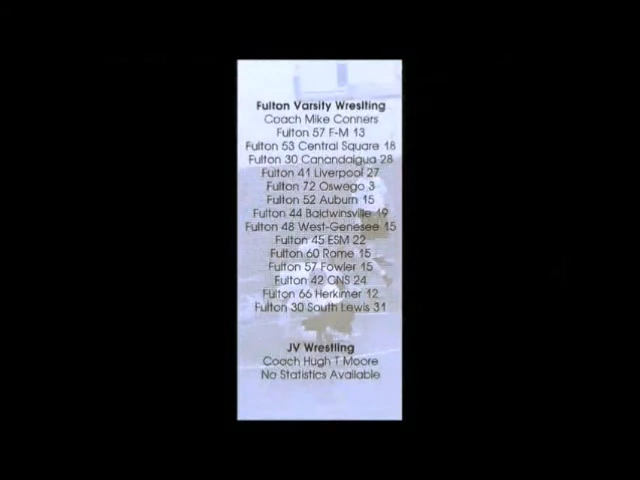 Fulton Varsity Wreslting
Coach Mike Conners
Fulton 57 F-M 13
Fulton 53 Central Square 18
Fulton 30 Canandaigua 28
Fulton 41 Liverpool 27
Fulton 72 Oswego 3
Fulton 52 Auburn 15
Fulton 44 Baldwinsville 19
Fulton 48 West-Genesee 15
Fulton 45 ESM 22
Fulton 60 Rome 15
Fulton 57 Fowler 15
Fulton 42 CNS 24
Fulton 66 Herkimer 12
Fulton 30 South Lewis 31
JV Wrestling
Coach Hugh T Moore
No Statistics Available